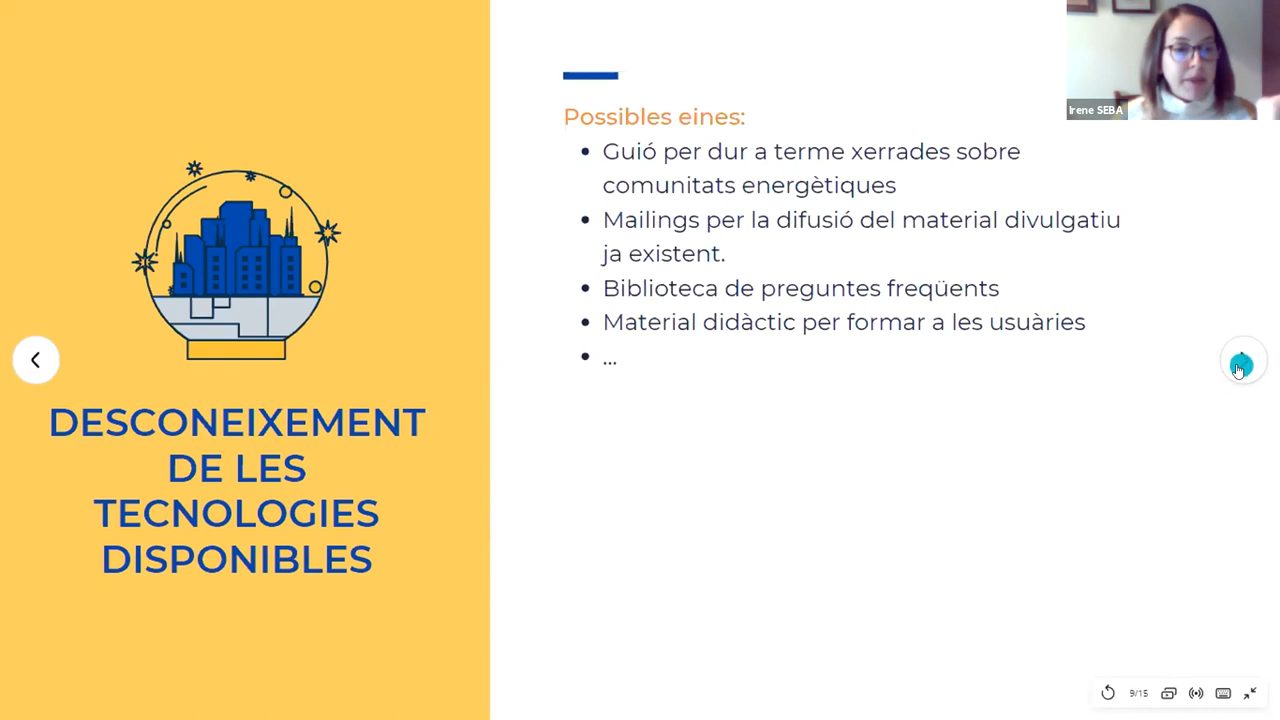 Irene SEBA
Possibles eines:
• Guió per dur a terme xerrades sobre
comunitats energètiques
• Mailings per la difusió del material divulgatiu
ja existent.
• Biblioteca de preguntes freqüents
• Material didàctic per formar a les usuàries
• ...
DESCONEIXEMENT
DE LES
TECNOLOGIES
DISPONIBLES
9/15